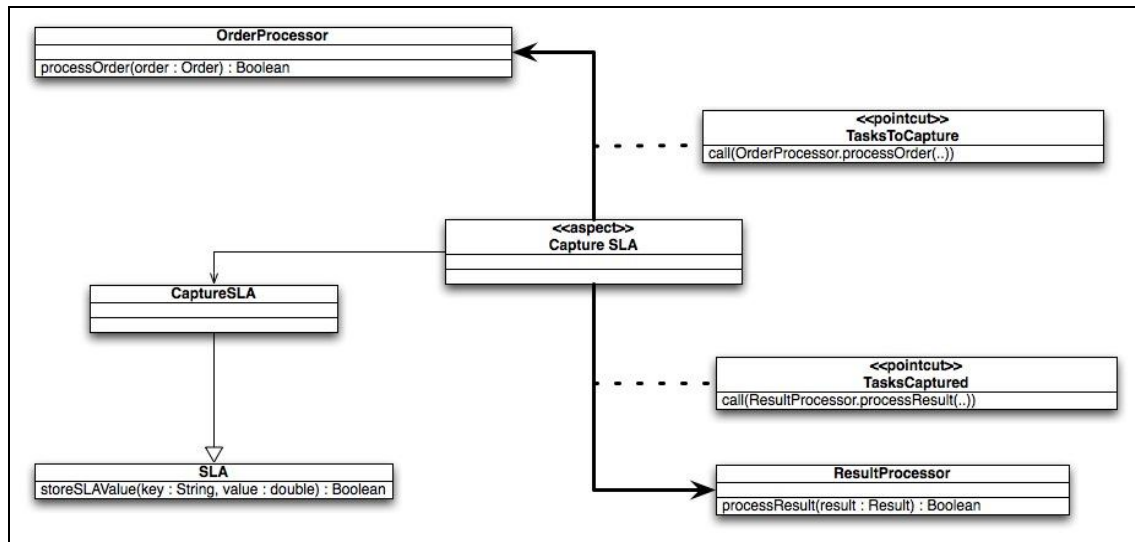 OrderProcessor
processOrder(order : Order) : Boolean
<<pointcut>>
TasksToCapture
call(OrderProcessor.processOrder(..))
<<aspect>>
Capture SLA
CaptureSLA
<<pointcut>>
TasksCaptured
call(ResultProcessor.processResult(..))
SLA
storeSLAValue(key : String, value : double) : Boolean
ResultProcessor
processResult(result : Result) : Boolean